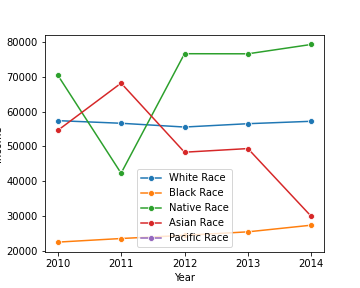 80000
70000
60000
50000
40000
30000
20000
White Race
Black Race
Native Race
Asian Race
Pacific Race
2010 2011 2012 2013 2014
Year